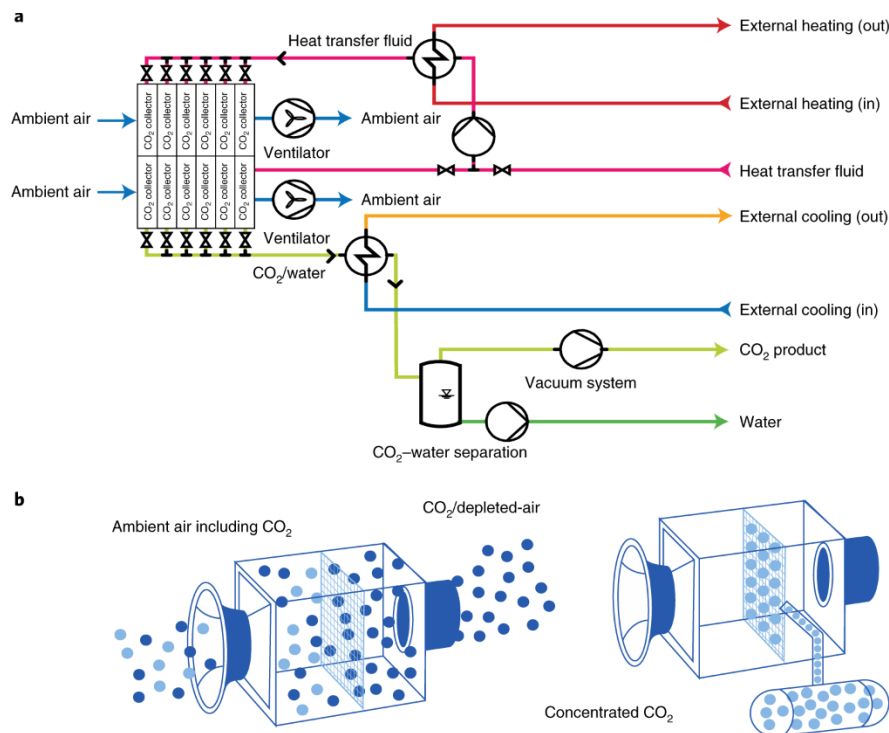 a
Heat transfer fluid
External heating (out)
External heating (in)
Ambient air
CO2 collector
CO2 collector
CO2 collector
CO2 collector
CO2 collector
CO2 collector
Ambient air
Ventilator
Heat transfer fluid
Ambient air
CO2 collector
CO2 collector
CO2 collector
CO2 collector
CO2 collector
CO2 collector
Ambient air
Ventilator
External cooling (out)
CO2/water
External cooling (in)
CO2 product
Vacuum system
Water
CO2–water separation
b
Ambient air including CO2
CO2/depleted-air
Concentrated CO2